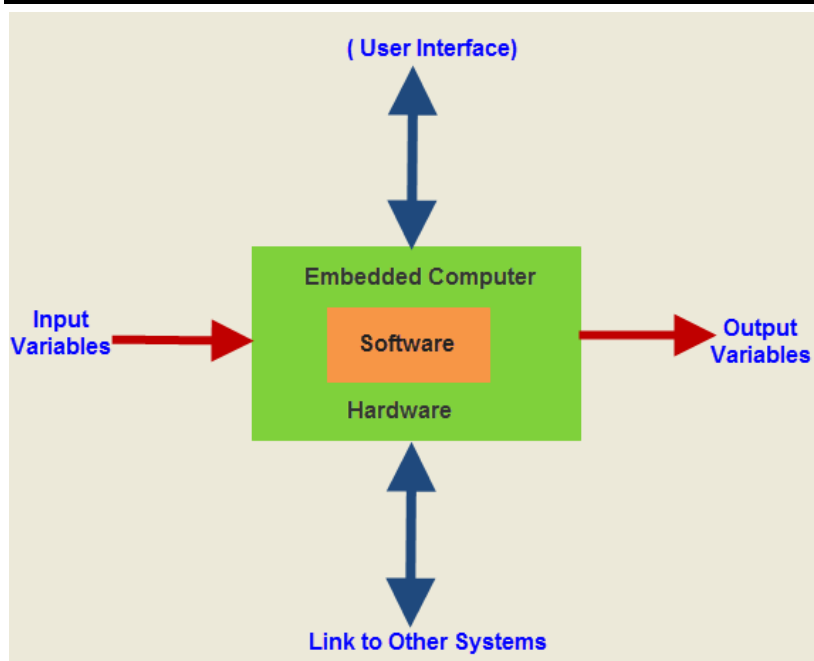 ( User Interface)
Embedded Computer
Input
Variables
Software
Output
Variables
Hardware
Link to Other Systems